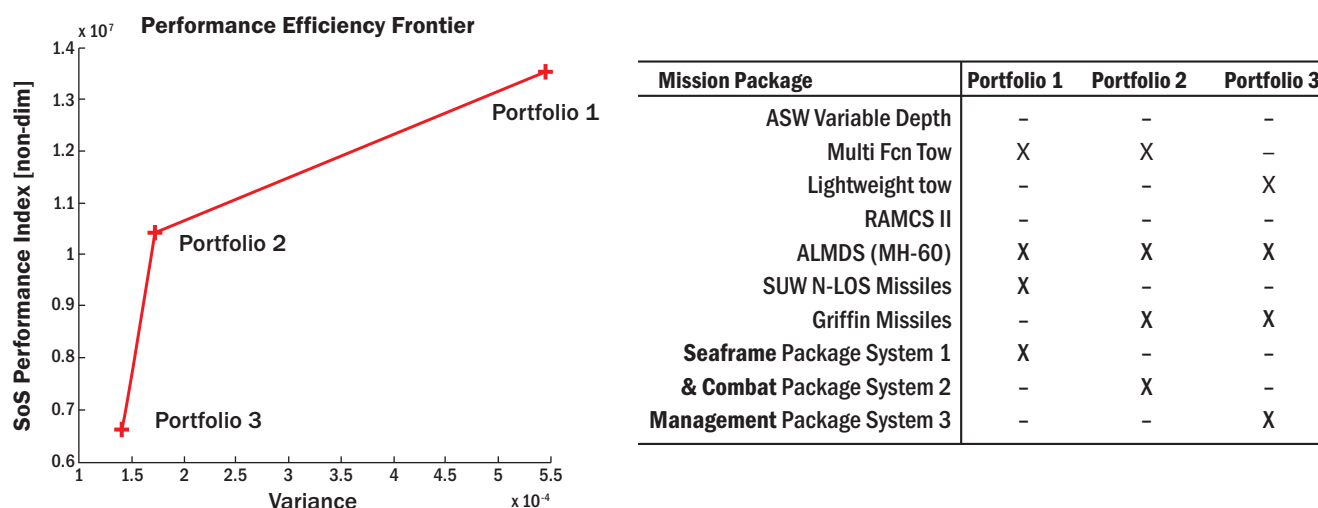 Performance Efficiency Frontier
x 10⁷
SoS Performance Index [non-dim]
1.4
1.3
1.2
1.1
1
0.9
0.8
0.7
0.6
Portfolio 1
Portfolio 2
Portfolio 3
1 1.5 2 2.5 3 3.5 4 4.5 5 5.5
Variance
x 10⁻⁴
Mission Package Portfolio 1 Portfolio 2 Portfolio 3
ASW Variable Depth – – –
Multi Fcn Tow X X –
Lightweight tow – – X
RAMCS II – – –
ALMDS (MH-60) X X X
SUW N-LOS Missiles X – –
Griffin Missiles – X X
Seaframe Package System 1 X – –
& Combat Package System 2 – X –
Management Package System 3 – – X